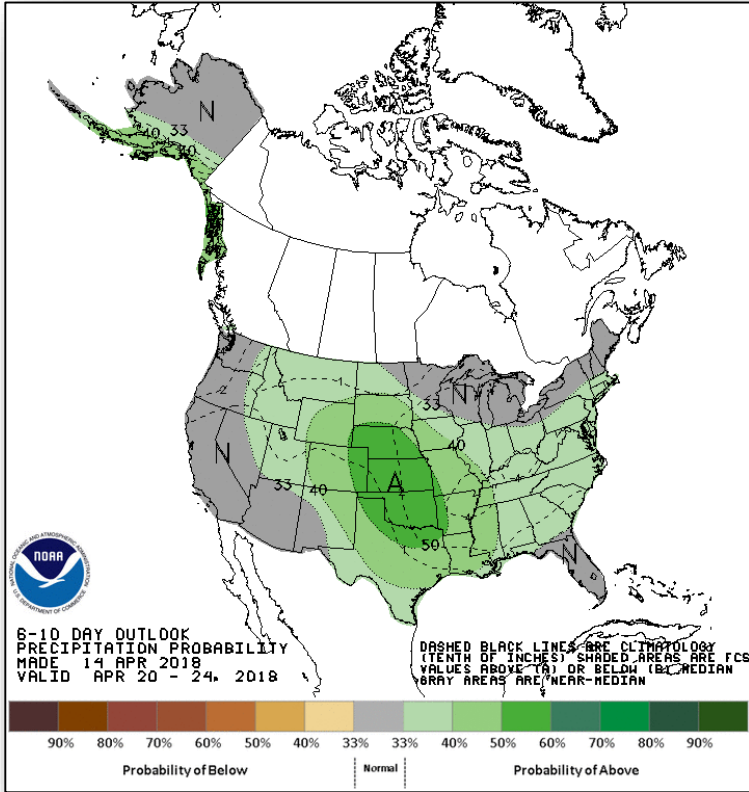 N
40 33
40
N
33
40
N
A
33 40
50
N
NATIONAL OCEANIC AND ATMOSPHERIC ADMINISTRATION
NOAA
U.S. DEPARTMENT OF COMMERCE
6-10 DAY OUTLOOK
PRECIPITATION PROBABILITY
MADE 14 APR 2018
VALID APR 20 - 24, 2018
DASHED BLACK LINES ARE CLIMATOLOGY
(TENTH OF INCHES) SHADED AREAS ARE FCS
VALUES ABOVE (A) OR BELOW (B) MEDIAN
GRAY AREAS ARE NEAR-MEDIAN
90% 80% 70% 60% 50% 40% 33% 33% 40% 50% 60% 70% 80% 90%
Probability of Below Normal Probability of Above